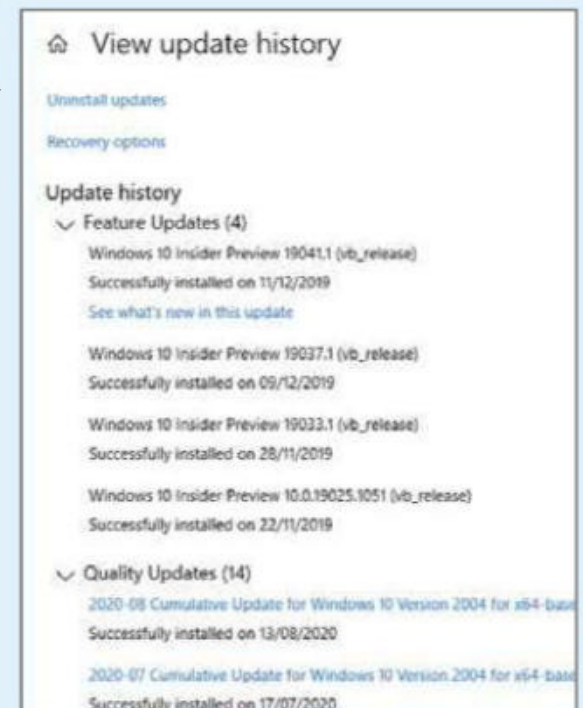 View update history
Uninstall updates
Recovery options
Update history
Feature Updates (4)
Windows 10 Insider Preview 19041.1 (vb_release)
Successfully installed on 11/12/2019
See what's new in this update
Windows 10 Insider Preview 19037.1 (vb_release)
Successfully installed on 09/12/2019
Windows 10 Insider Preview 19033.1 (vb_release)
Successfully installed on 28/11/2019
Windows 10 Insider Preview 10.0.19025.1051 (vb_release)
Successfully installed on 22/11/2019
Quality Updates (14)
2020-08 Cumulative Update for Windows 10 Version 2004 for x64-base
Successfully installed on 13/08/2020
2020-07 Cumulative Update for Windows 10 Version 2004 for x64-base
Successfully installed on 17/07/2020